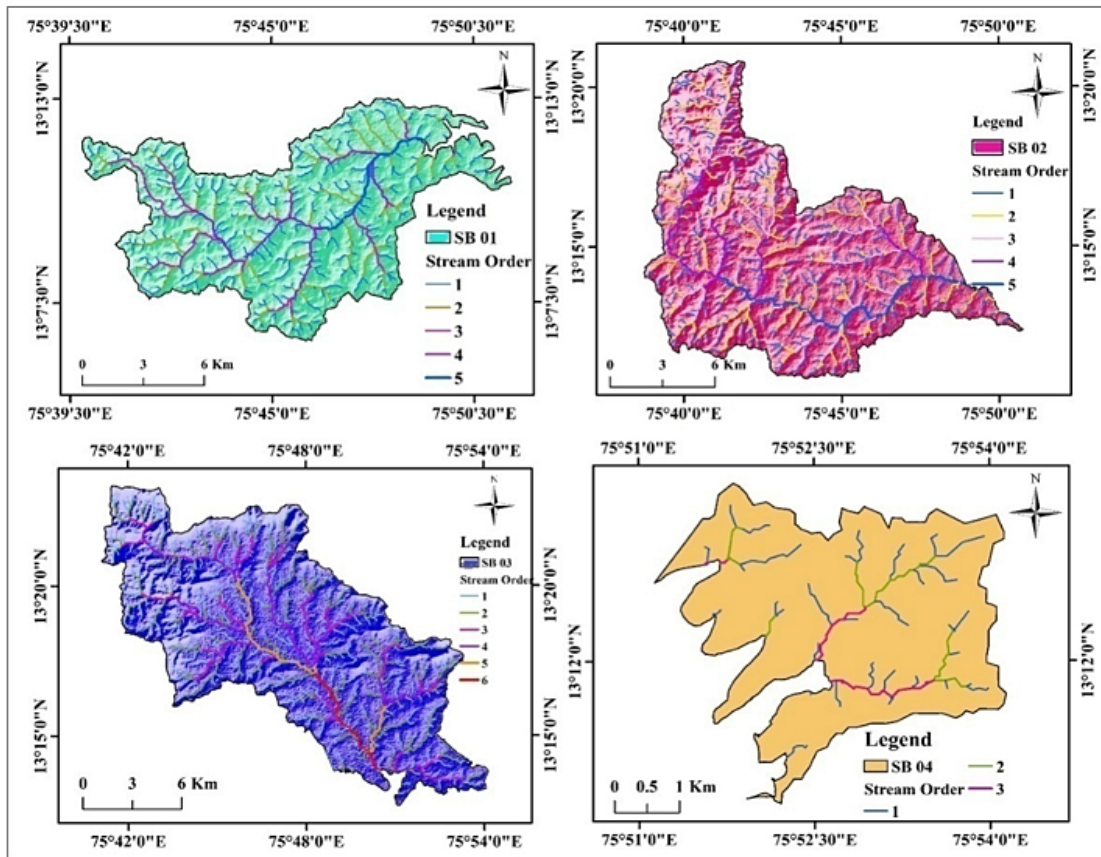 75°39'30"E 75°45'0"E 75°50'30"E
N
13°13'0"N 13°13'0"N
13°7'30"N 13°7'30"N
Legend
SB 01
Stream Order
1
2
3
4
5
0 3 6 Km
75°39'30"E 75°45'0"E 75°50'30"E
75°40'0"E 75°45'0"E 75°50'0"E
N
13°20'0"N 13°20'0"N
13°15'0"N 13°15'0"N
Legend
SB 02
Stream Order
1
2
3
4
5
0 3 6 Km
75°40'0"E 75°45'0"E 75°50'0"E
75°42'0"E 75°48'0"E 75°54'0"E
N
13°20'0"N 13°20'0"N
13°15'0"N 13°15'0"N
Legend
SB 03
Stream Order
1
2
3
4
5
6
0 3 6 Km
75°42'0"E 75°48'0"E 75°54'0"E
75°51'0"E 75°52'30"E 75°54'0"E
N
13°12'0"N 13°12'0"N
Legend
SB 04
Stream Order
1
2
3
0 0.5 1 Km
75°51'0"E 75°52'30"E 75°54'0"E